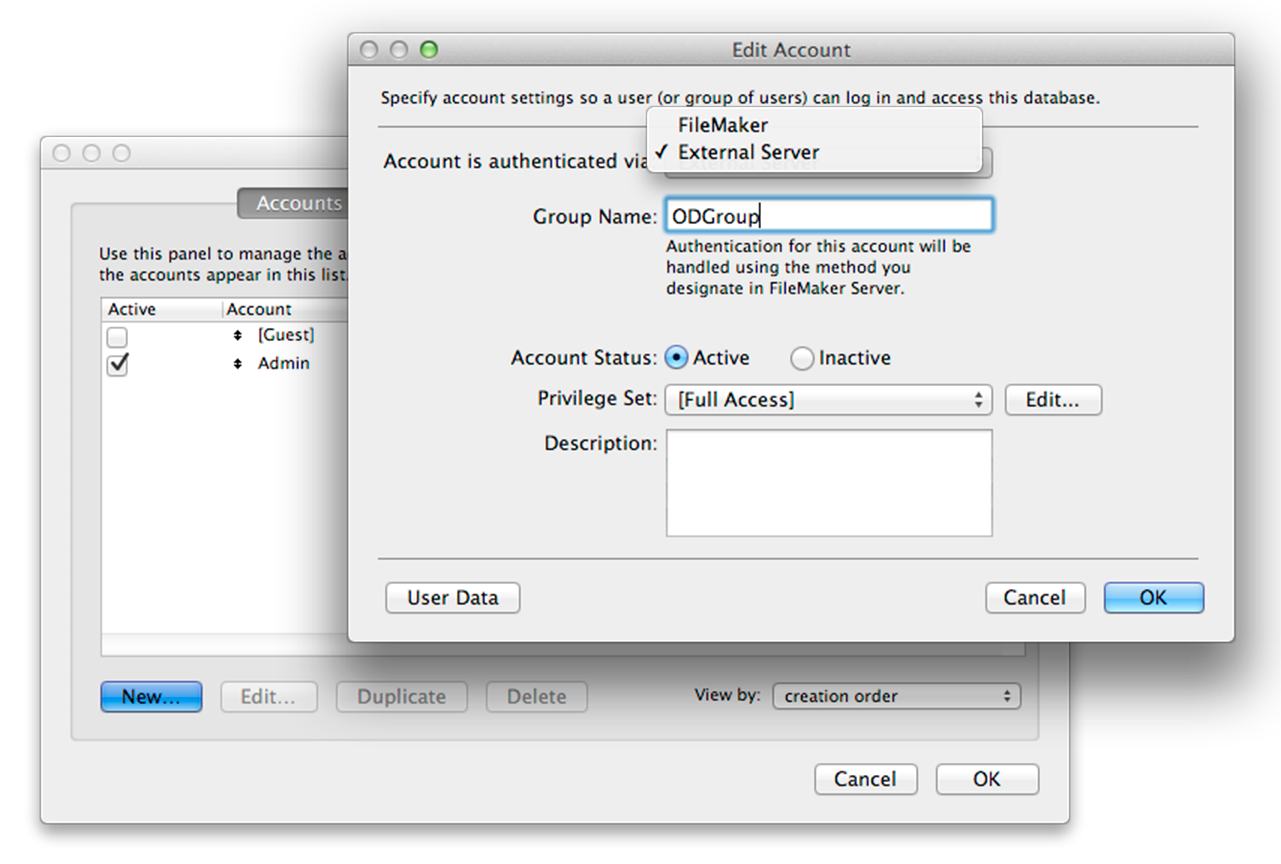 Edit Account
Specify account settings so a user (or group of users) can log in and access this database.
FileMaker
✓ External Server
Account is authenticated via
Group Name: ODGroup
Authentication for this account will be
handled using the method you
designate in FileMaker Server.
Account Status: Active Inactive
Privilege Set: [Full Access] Edit...
Description:
User Data Cancel OK
Accounts
Use this panel to manage the a
the accounts appear in this list.
Active Account
[Guest]
Admin
New... Edit... Duplicate Delete View by: creation order
Cancel OK